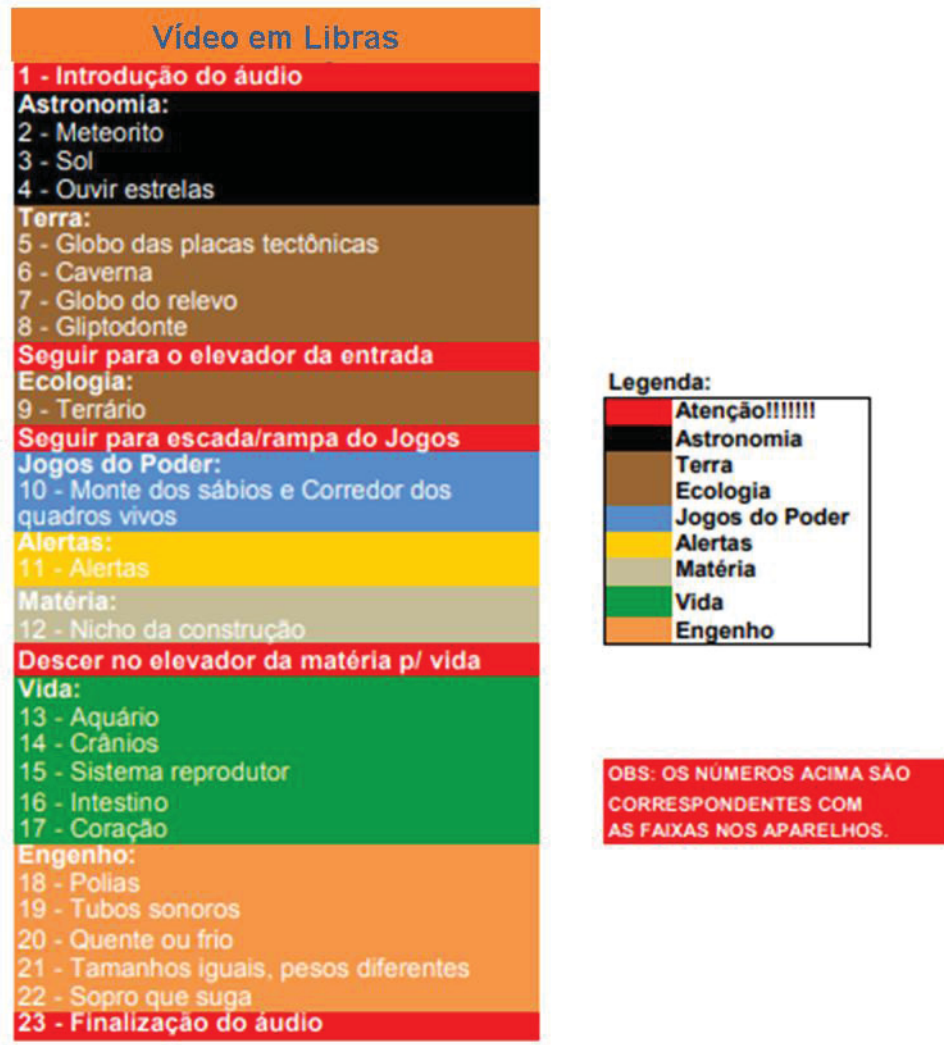 Vídeo em Libras
1 - Introdução do áudio
Astronomia:
2 - Meteorito
3 - Sol
4 - Ouvir estrelas
Terra:
5 - Globo das placas tectônicas
6 - Caverna
7 - Globo do relevo
8 - Gliptodonte
Seguir para o elevador da entrada
Ecologia:
9 - Terrário
Seguir para escada/rampa do Jogos
Jogos do Poder:
10 - Monte dos sábios e Corredor dos
quadros vivos
Alertas:
11 - Alertas
Matéria:
12 - Nicho da construção
Descer no elevador da matéria p/ vida
Vida:
13 - Aquário
14 - Crânios
15 - Sistema reprodutor
16 - Intestino
17 - Coração
Engenho:
18 - Polias
19 - Tubos sonoros
20 - Quente ou frio
21 - Tamanhos iguais, pesos diferentes
22 - Sopro que suga
23 - Finalização do áudio
Legenda:
Atenção!!!!!!!
Astronomia
Terra
Ecologia
Jogos do Poder
Alertas
Matéria
Vida
Engenho
OBS: OS NÚMEROS ACIMA SÃO
CORRESPONDENTES COM
AS FAIXAS NOS APARELHOS.